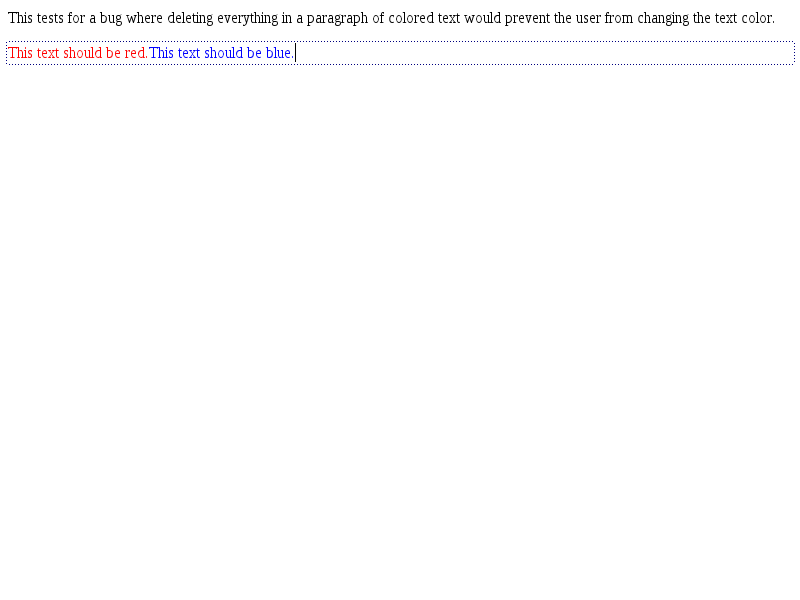 This tests for a bug where deleting everything in a paragraph of colored text would prevent the user from changing the text color.
This text should be red.This text should be blue.